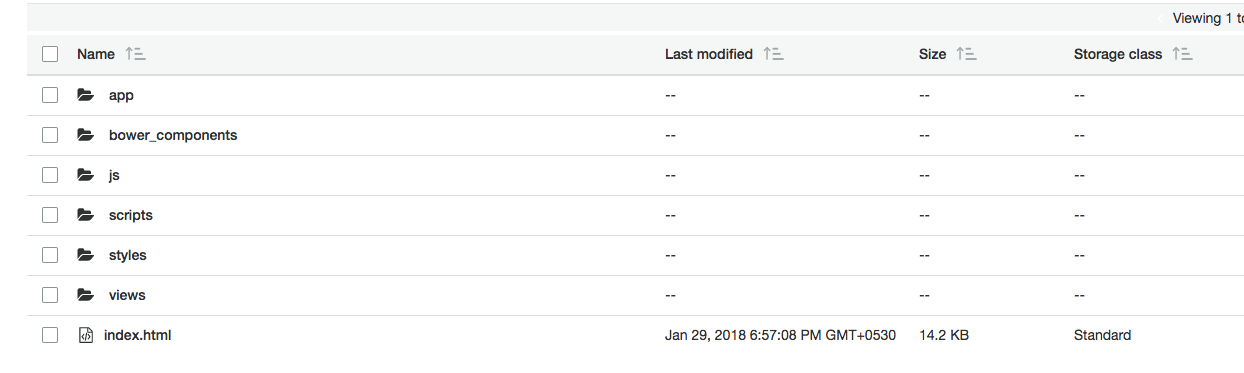 Viewing 1 to
Name Last modified Size Storage class
app -- -- --
bower_components -- -- --
js -- -- --
scripts -- -- --
styles -- -- --
views -- -- --
index.html Jan 29, 2018 6:57:08 PM GMT+0530 14.2 KB Standard